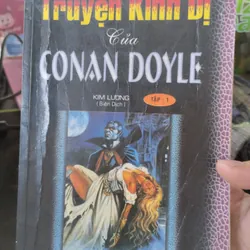 Truyện Kinh Dị
Của
CONAN DOYLE
KIM LƯƠNG
(Biên Dịch)
TẬP 1